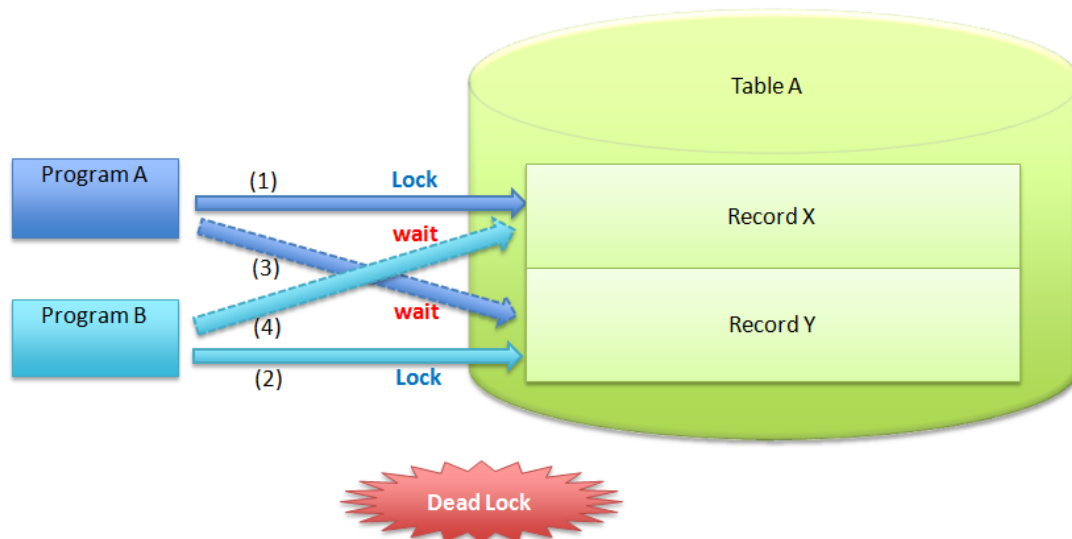 Table A
Program A
(1)
Lock
Record X
wait
(3)
Program B
wait
(4)
Record Y
(2)
Lock
Dead Lock